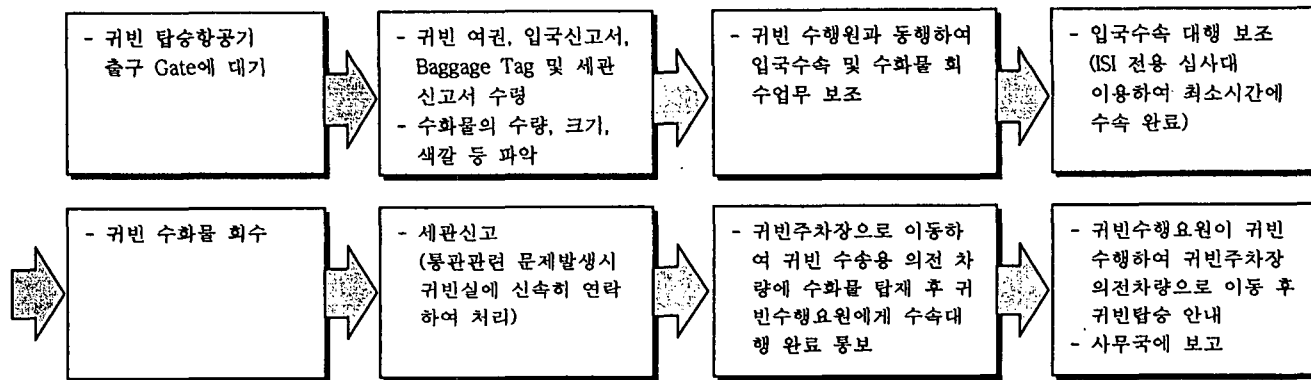 - 귀빈 탑승항공기
출구 Gate에 대기
- 귀빈 여권, 입국신고서,
Baggage Tag 및 세관
신고서 수령
- 수화물의 수량, 크기,
색깔 등 파악
- 귀빈 수행원과 동행하여
입국수속 및 수화물 회
수업무 보조
- 입국수속 대행 보조
(ISI 전용 심사대
이용하여 최소시간에
수속 완료)
- 귀빈 수화물 회수
- 세관신고
(통관관련 문제발생시
귀빈실에 신속히 연락
하여 처리)
- 귀빈주차장으로 이동하
여 귀빈 수송용 의전 차
량에 수화물 탑재 후 귀
빈수행요원에게 수속대
행 완료 통보
- 귀빈수행요원이 귀빈
수행하여 귀빈주차장
의전차량으로 이동 후
귀빈탑승 안내
- 사무국에 보고